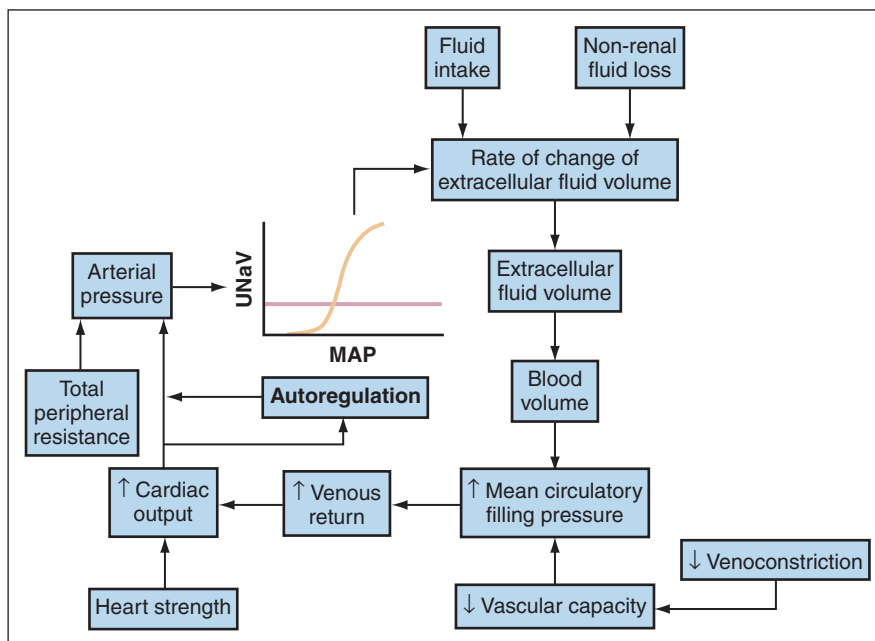 Fluid
intake
Non-renal
fluid loss
Rate of change of
extracellular fluid volume
Arterial
pressure
UNaV
MAP
Extracellular
fluid volume
Total
peripheral
resistance
Autoregulation
Blood
volume
↑ Cardiac
output
↑ Venous
return
↑ Mean circulatory
filling pressure
↓ Venoconstriction
Heart strength
↓ Vascular capacity